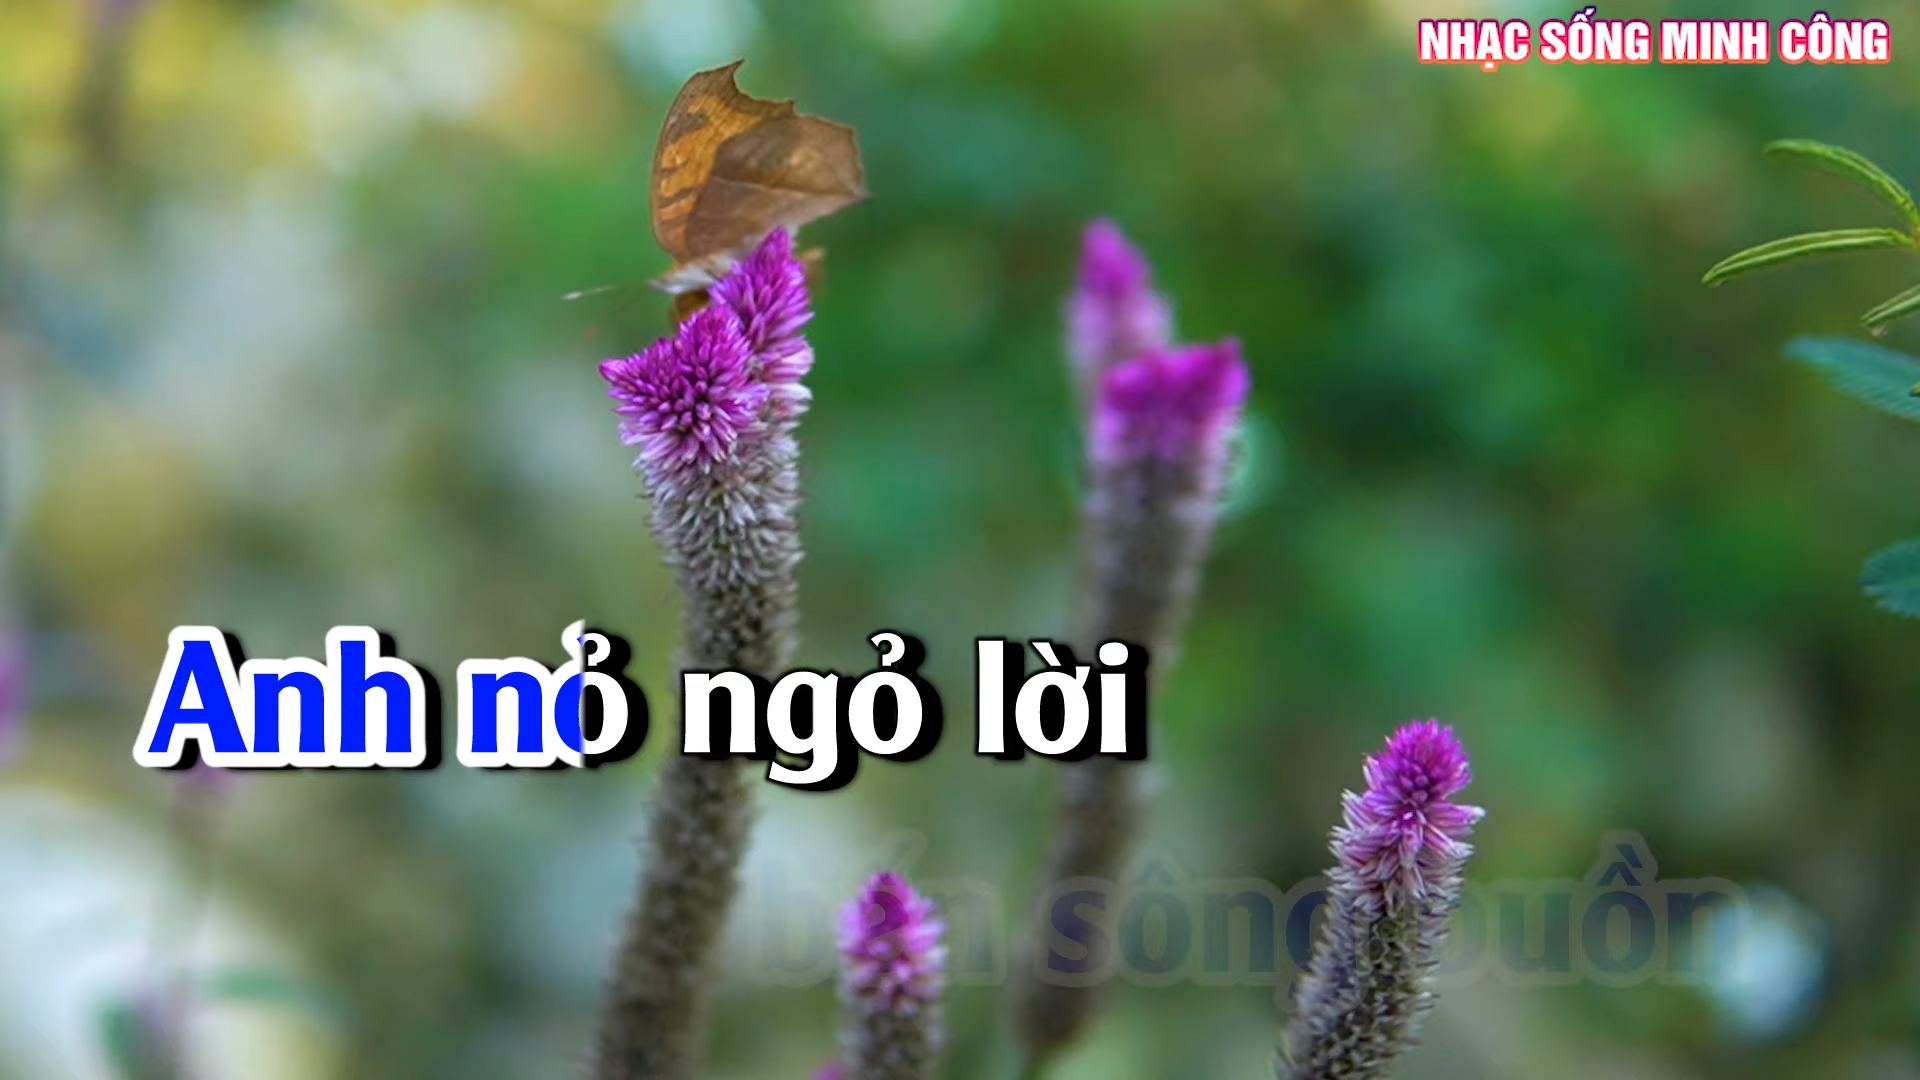 NHẠC SỐNG MINH CÔNG
Anh nỏ ngỏ lời
bến sông buồn